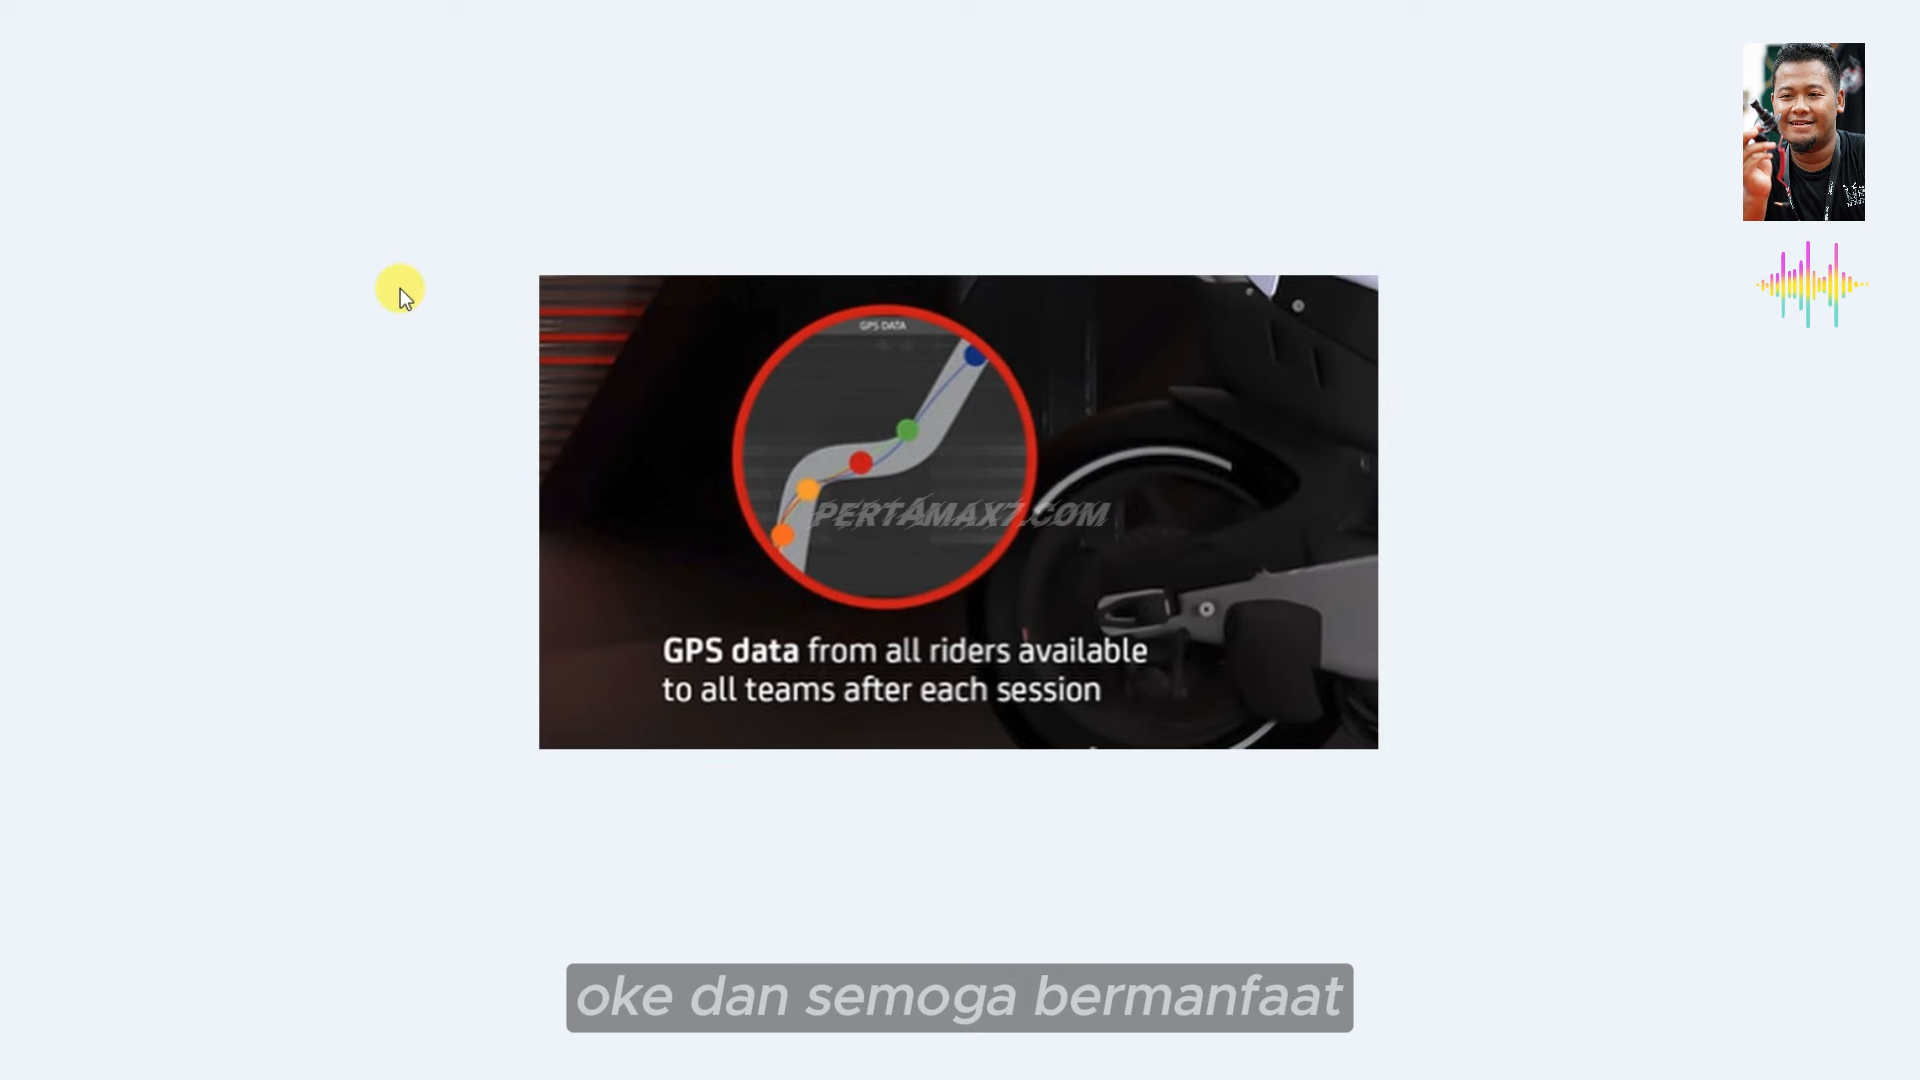 GPS DATA
PERTAMAX7.COM
GPS data from all riders available
to all teams after each session
oke dan semoga bermanfaat